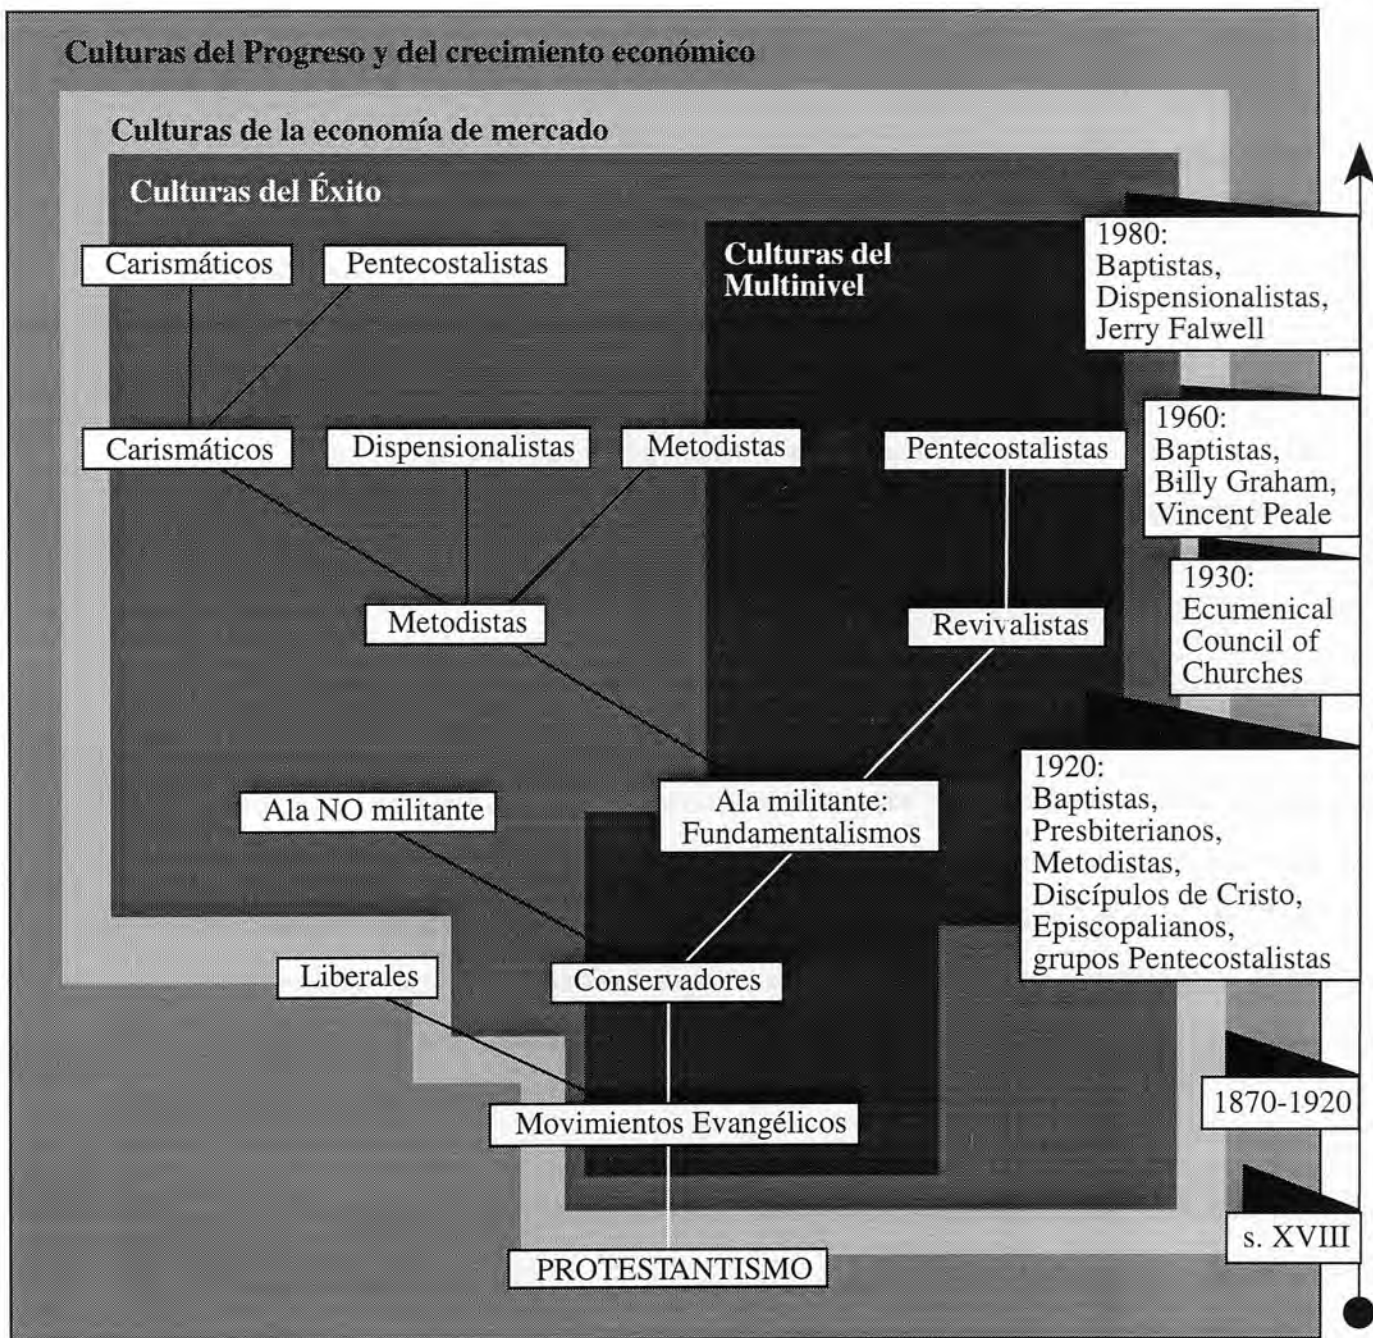 Culturas del Progreso y del crecimiento económico
Culturas de la economía de mercado
Culturas del Éxito
Carismáticos
Pentecostalistas
Culturas del
Multinivel
Carismáticos
Dispensionalistas
Metodistas
Pentecostalistas
Metodistas
Revivalistas
Ala NO militante
Ala militante:
Fundamentalismos
Liberales
Conservadores
Movimientos Evangélicos
PROTESTANTISMO
1980:
Baptistas,
Dispensionalistas,
Jerry Falwell
1960:
Baptistas,
Billy Graham,
Vincent Peale
1930:
Ecumenical
Council of
Churches
1920:
Baptistas,
Presbiterianos,
Metodistas,
Discípulos de Cristo,
Episcopalianos,
grupos Pentecostalistas
1870-1920
s. XVIII